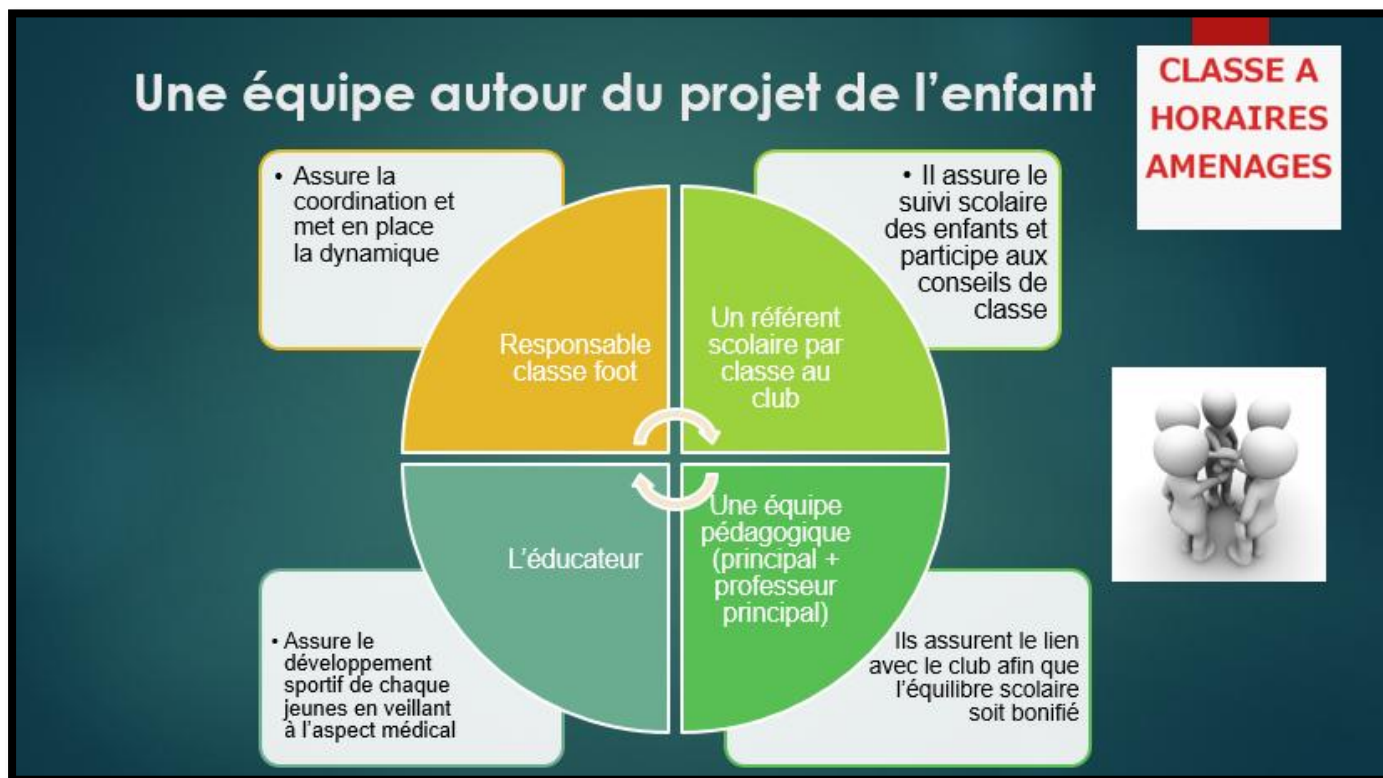 Une équipe autour du projet de l'enfant
CLASSE A
HORAIRES
AMENAGES
• Assure la
coordination et
met en place
la dynamique
• Il assure le
suivi scolaire
des enfants et
participe aux
conseils de
classe
Responsable
classe foot
Un référent
scolaire par
classe au
club
L'éducateur
Une équipe
pédagogique
(principal +
professeur
principal)
• Assure le
développement
sportif de chaque
jeunes en veillant
à l'aspect médical
Ils assurent le lien
avec le club afin que
l'équilibre scolaire
soit bonifié